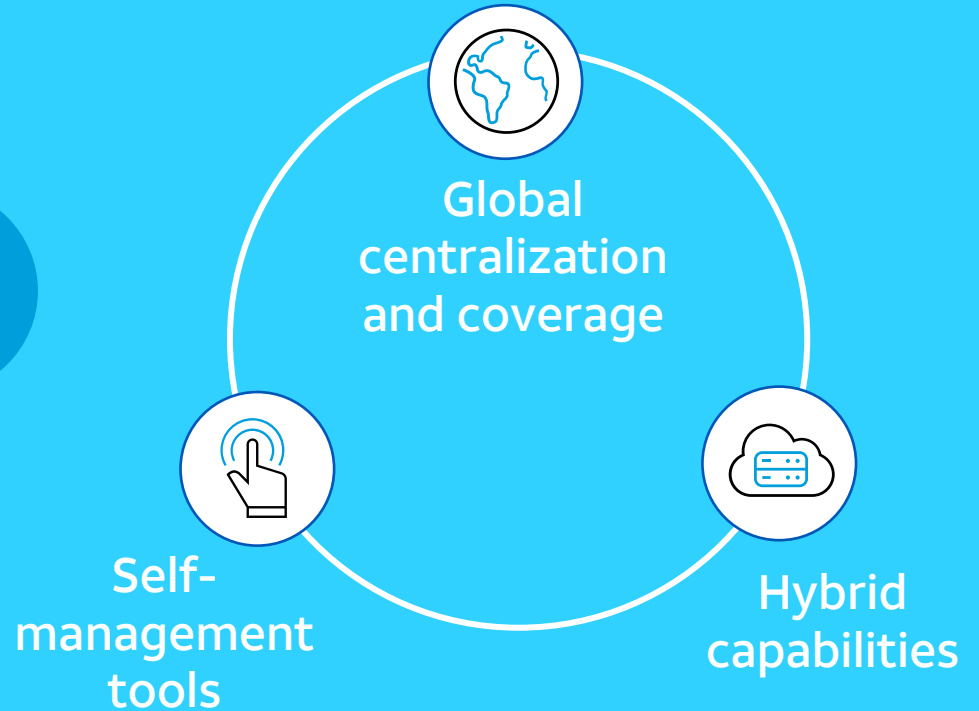 Global
centralization
and coverage
Self-
management
tools
Hybrid
capabilities